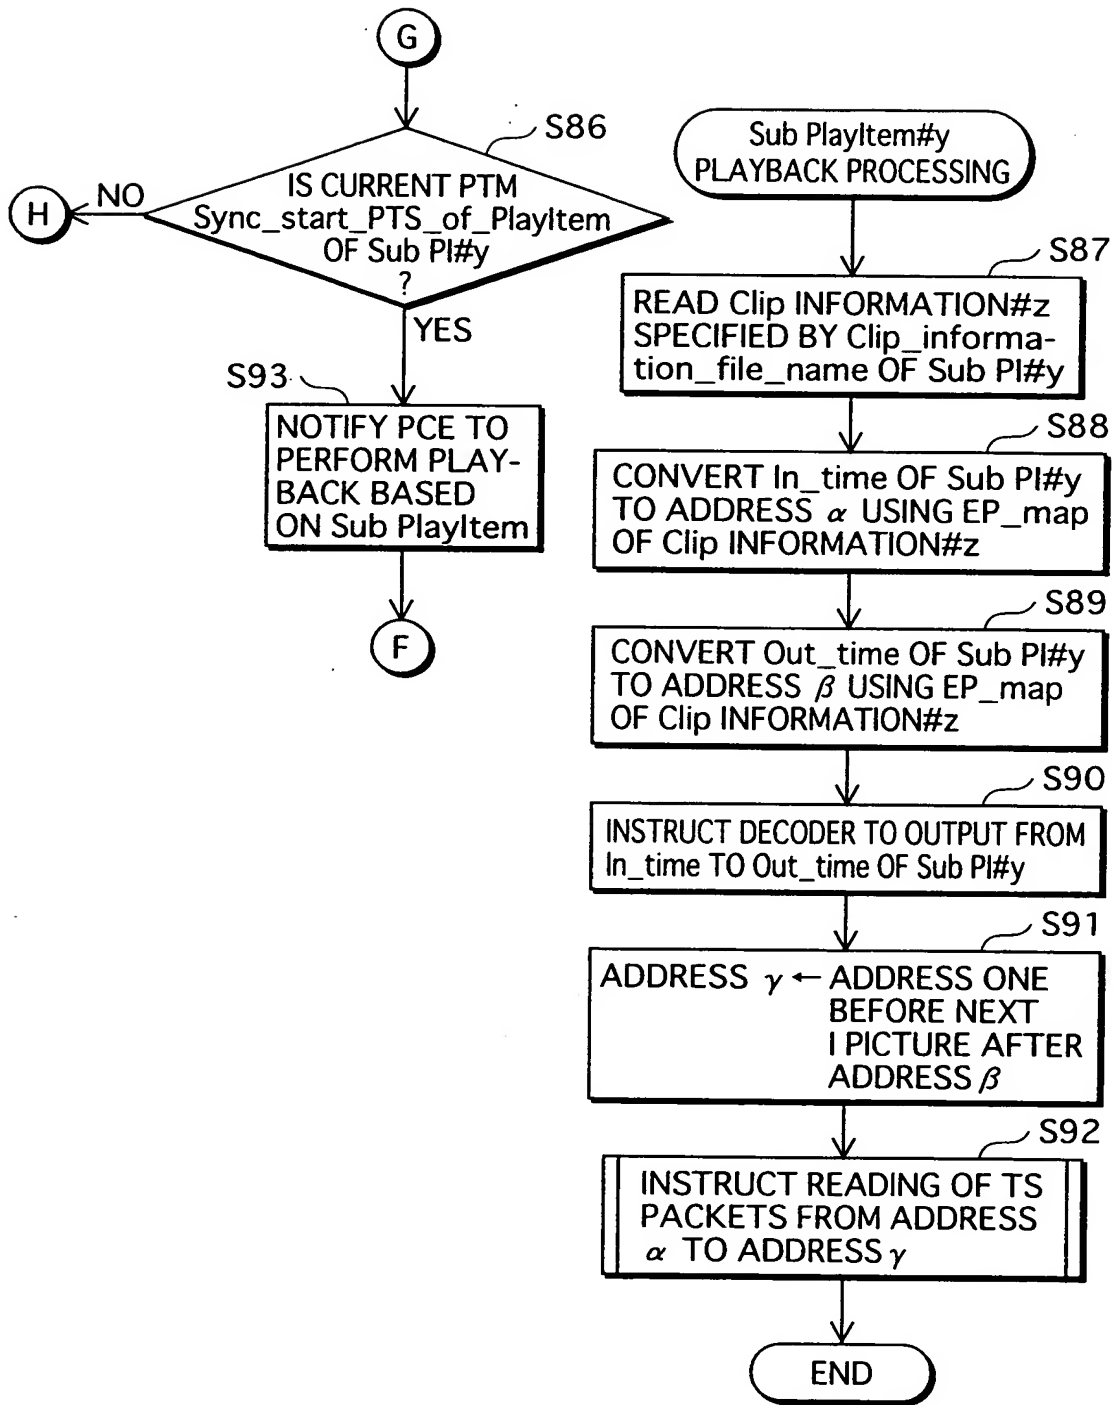 G
S86
IS CURRENT PTM
Sync_start_PTS_of_PlayItem
OF Sub PI#y
?
NO
H
YES
S93
NOTIFY PCE TO
PERFORM PLAY-
BACK BASED
ON Sub PlayItem
F
Sub PlayItem#y
PLAYBACK PROCESSING
S87
READ Clip INFORMATION#z
SPECIFIED BY Clip_informa-
tion_file_name OF Sub PI#y
S88
CONVERT In_time OF Sub PI#y
TO ADDRESS α USING EP_map
OF Clip INFORMATION#z
S89
CONVERT Out_time OF Sub PI#y
TO ADDRESS β USING EP_map
OF Clip INFORMATION#z
S90
INSTRUCT DECODER TO OUTPUT FROM
In_time TO Out_time OF Sub PI#y
S91
ADDRESS γ ← ADDRESS ONE
BEFORE NEXT
I PICTURE AFTER
ADDRESS β
S92
INSTRUCT READING OF TS
PACKETS FROM ADDRESS
α TO ADDRESS γ
END